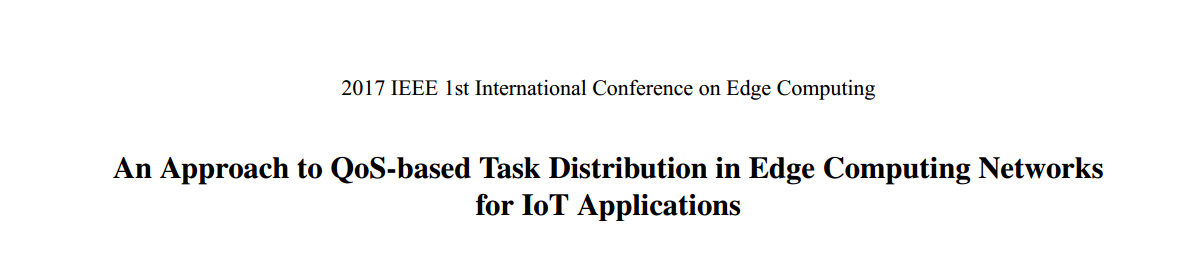 2017 IEEE 1st International Conference on Edge Computing
An Approach to QoS-based Task Distribution in Edge Computing Networks
for IoT Applications